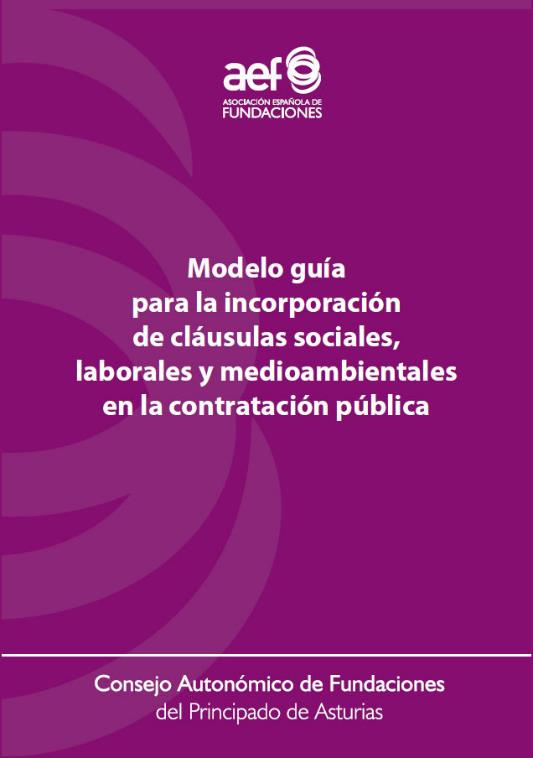 aef
ASOCIACIÓN ESPAÑOLA DE
FUNDACIONES
Modelo guía
para la incorporación
de cláusulas sociales,
laborales y medioambientales
en la contratación pública
Consejo Autonómico de Fundaciones
del Principado de Asturias